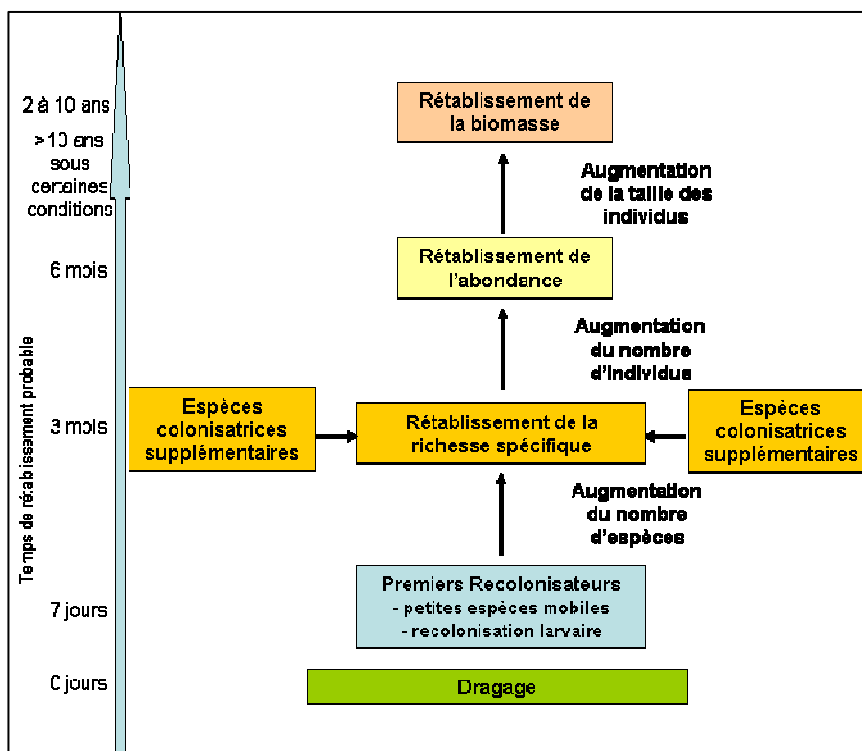 2 à 10 ans
>10 ans
sous
certaines
conditions
Rétablissement de
la biomasse
Augmentation
de la taille des
individus
6 mois
Rétablissement de
l'abondance
Augmentation
du nombre
d'individus
Temps de rétablissement probable
3 mois
Espèces
colonisatrices
supplémentaires
Rétablissement de la
richesse spécifique
Espèces
colonisatrices
supplémentaires
Augmentation
du nombre
d'espèces
7 jours
Premiers Recolonisateurs
- petites espèces mobiles
- recolonisation larvaire
0 jours
Dragage